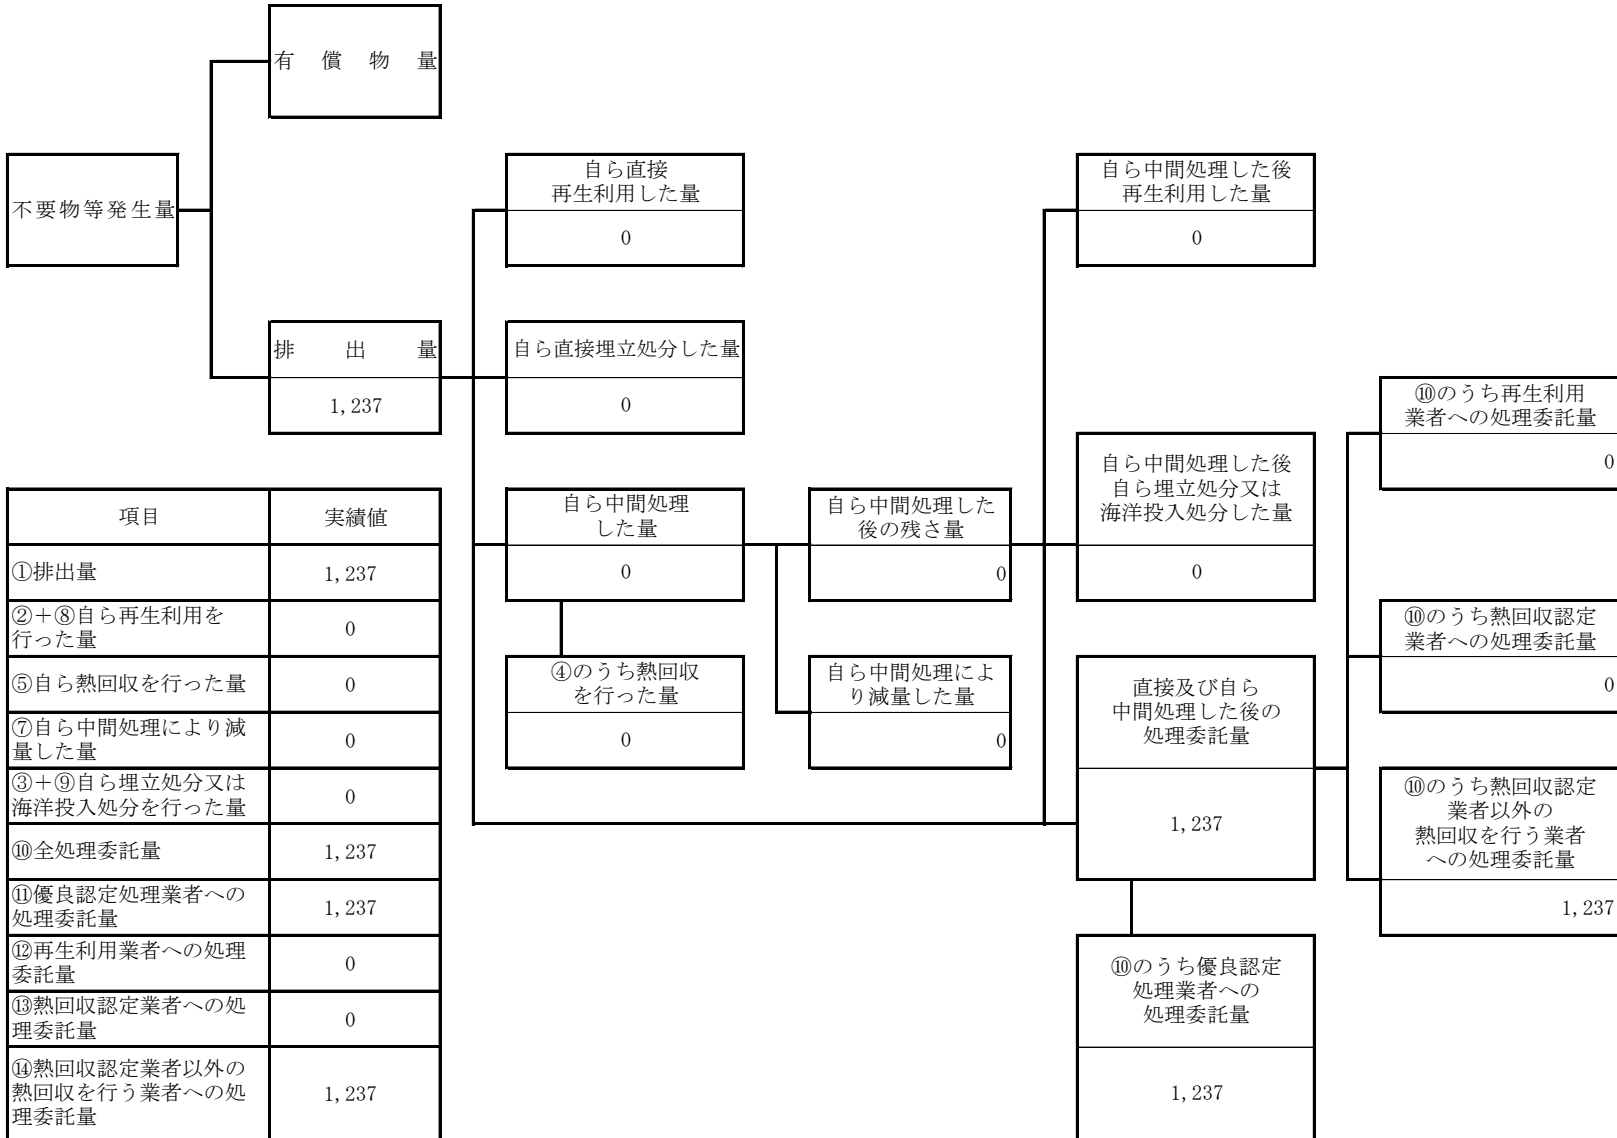 有償物量
不要物等発生量
排出量
1,237
自ら直接
再生利用した量
0
自ら直接埋立処分した量
0
自ら中間処理
した量
0
④のうち熱回収
を行った量
0
自ら中間処理した
後の残さ量
0
自ら中間処理によ
り減量した量
0
自ら中間処理した後
再生利用した量
0
自ら中間処理した後
自ら埋立処分又は
海洋投入処分した量
0
直接及び自ら
中間処理した後の
処理委託量
1,237
⑩のうち優良認定
処理業者への
処理委託量
1,237
⑩のうち再生利用
業者への処理委託量
0
⑩のうち熱回収認定
業者への処理委託量
0
⑩のうち熱回収認定
業者以外の
熱回収を行う業者
への処理委託量
1,237
項目 実績値
①排出量 1,237
②+⑧自ら再生利用を
行った量 0
⑤自ら熱回収を行った量 0
⑦自ら中間処理により減
量した量 0
③+⑨自ら埋立処分又は
海洋投入処分を行った量 0
⑩全処理委託量 1,237
⑪優良認定処理業者への
処理委託量 1,237
⑫再生利用業者への処理
委託量 0
⑬熱回収認定業者への処
理委託量 0
⑭熱回収認定業者以外の
熱回収を行う業者への処
理委託量 1,237